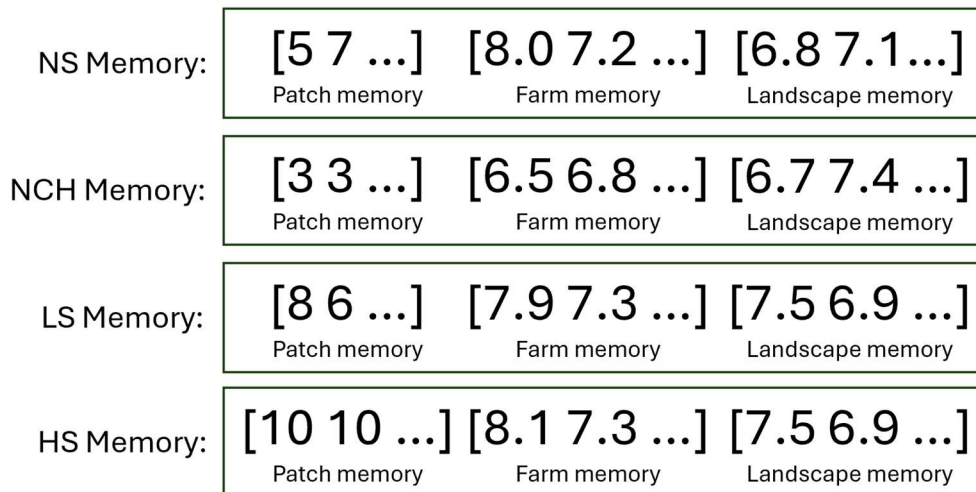 NS Memory: [5 7 ...] [8.0 7.2 ...] [6.8 7.1...]
Patch memory Farm memory Landscape memory
NCH Memory: [3 3 ...] [6.5 6.8 ...] [6.7 7.4 ...]
Patch memory Farm memory Landscape memory
LS Memory: [8 6 ...] [7.9 7.3 ...] [7.5 6.9 ...]
Patch memory Farm memory Landscape memory
HS Memory: [10 10 ...] [8.1 7.3 ...] [7.5 6.9 ...]
Patch memory Farm memory Landscape memory